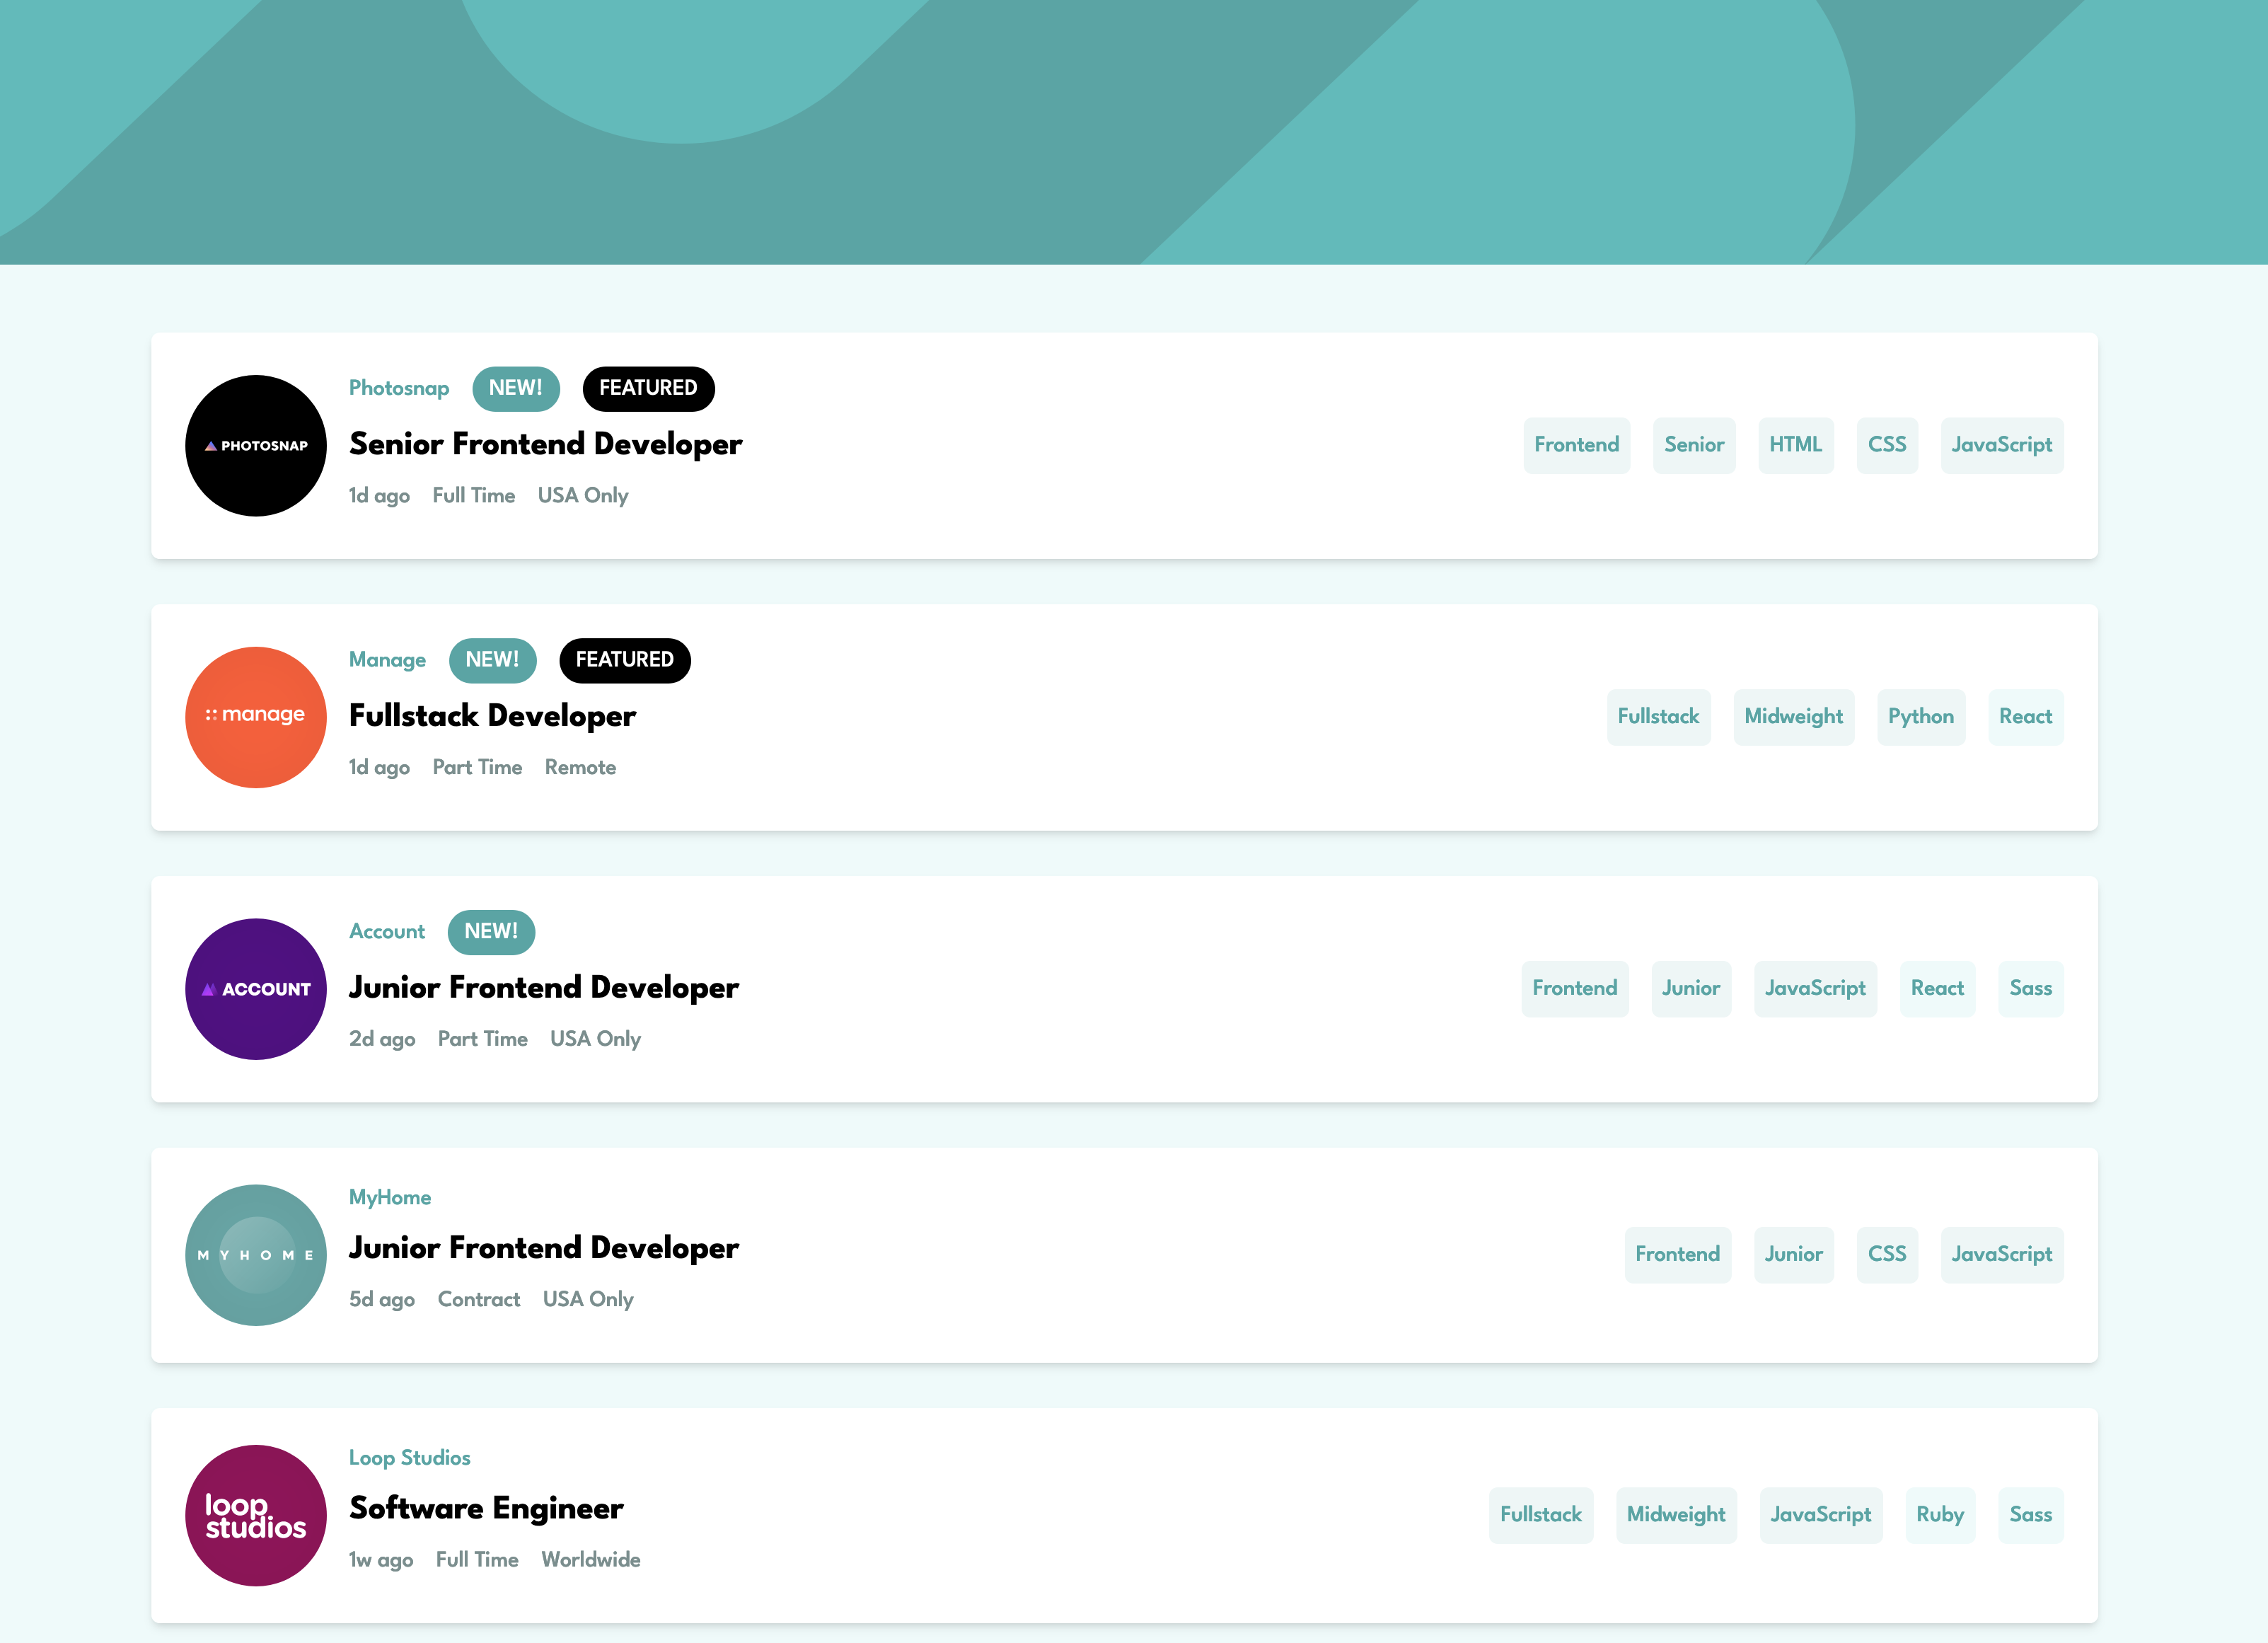 Photosnap NEW! FEATURED
PHOTOSNAP
Senior Frontend Developer
Frontend Senior HTML CSS JavaScript
1d ago Full Time USA Only
Manage NEW! FEATURED
manage
Fullstack Developer
Fullstack Midweight Python React
1d ago Part Time Remote
Account NEW!
ACCOUNT
Junior Frontend Developer
Frontend Junior JavaScript React Sass
2d ago Part Time USA Only
MyHome
MYHOME
Junior Frontend Developer
Frontend Junior CSS JavaScript
5d ago Contract USA Only
Loop Studios
loop
studios
Software Engineer
Fullstack Midweight JavaScript Ruby Sass
1w ago Full Time Worldwide